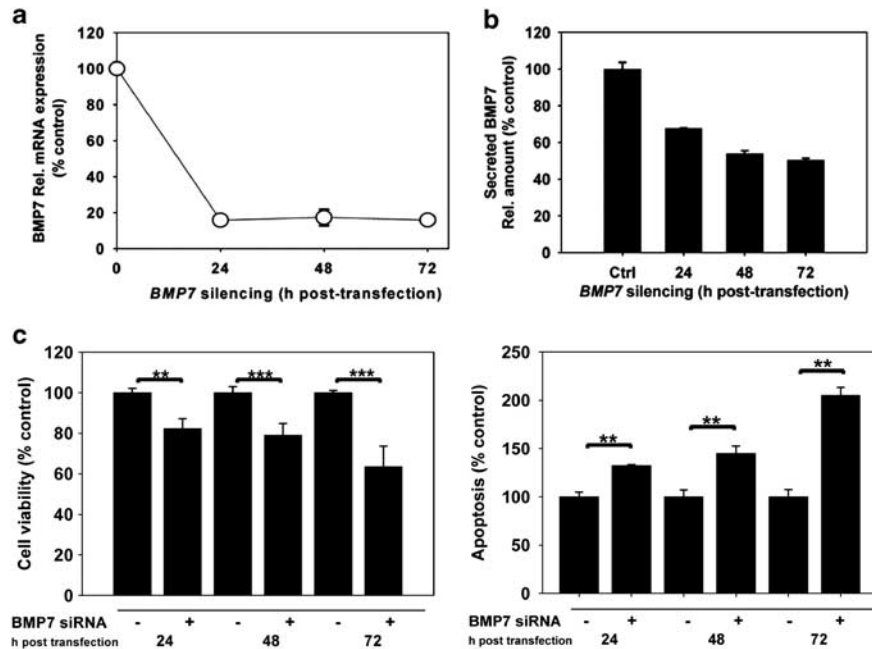 a
BMP7 Rel. mRNA expression
(% control)
120
100
80
60
40
20
0
0 24 48 72
BMP7 silencing (h post-transfection)
b
Secreted BMP7
Rel. amount (% control)
120
100
80
60
40
20
0
Ctrl 24 48 72
BMP7 silencing (h post-transfection)
c
Cell viability (% control)
120
100
80
60
40
20
0
** *** ***
BMP7 siRNA - + - + - +
h post transfection 24 48 72
Apoptosis (% control)
250
200
150
100
50
0
** ** **
BMP7 siRNA - + - + - +
h post transfection 24 48 72